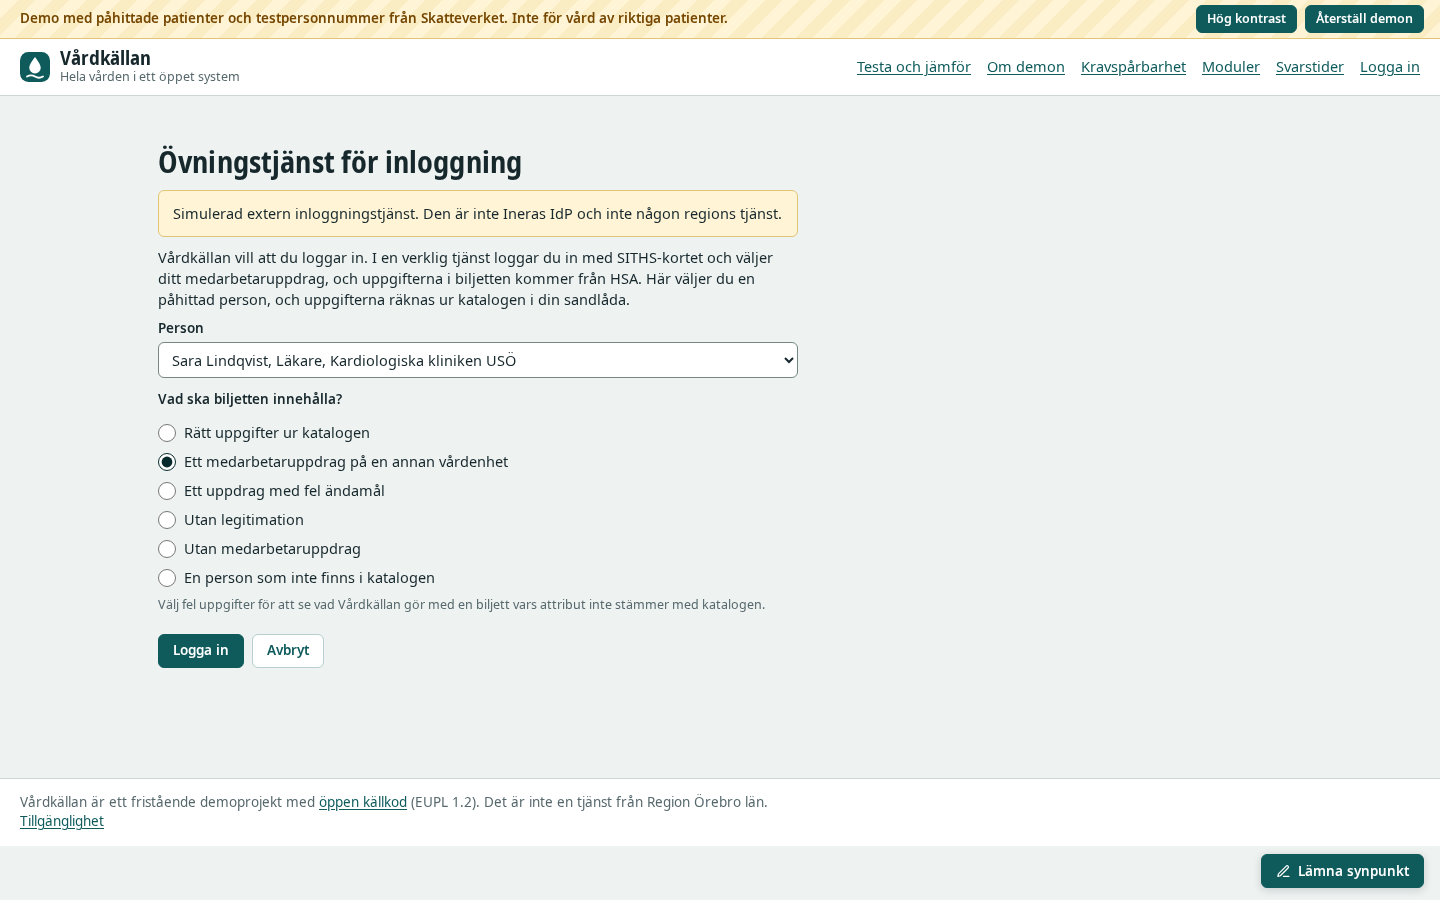 Demo med påhittade patienter och testpersonnummer från Skatteverket. Inte för vård av riktiga patienter.
Hög kontrast
Återställ demon
Vårdkällan
Hela vården i ett öppet system
Testa och jämför
Om demon
Kravspårbarhet
Moduler
Svarstider
Logga in
Övningstjänst för inloggning
Simulerad extern inloggningstjänst. Den är inte Ineras IdP och inte någon regions tjänst.
Vårdkällan vill att du loggar in. I en verklig tjänst loggar du in med SITHS-kortet och väljer
ditt medarbetaruppdrag, och uppgifterna i biljetten kommer från HSA. Här väljer du en
påhittad person, och uppgifterna räknas ur katalogen i din sandlåda.
Person
Sara Lindqvist, Läkare, Kardiologiska kliniken USÖ
Vad ska biljetten innehålla?
Rätt uppgifter ur katalogen
Ett medarbetaruppdrag på en annan vårdenhet
Ett uppdrag med fel ändamål
Utan legitimation
Utan medarbetaruppdrag
En person som inte finns i katalogen
Välj fel uppgifter för att se vad Vårdkällan gör med en biljett vars attribut inte stämmer med katalogen.
Logga in
Avbryt
Vårdkällan är ett fristående demoprojekt med öppen källkod (EUPL 1.2). Det är inte en tjänst från Region Örebro län.
Tillgänglighet
Lämna synpunkt